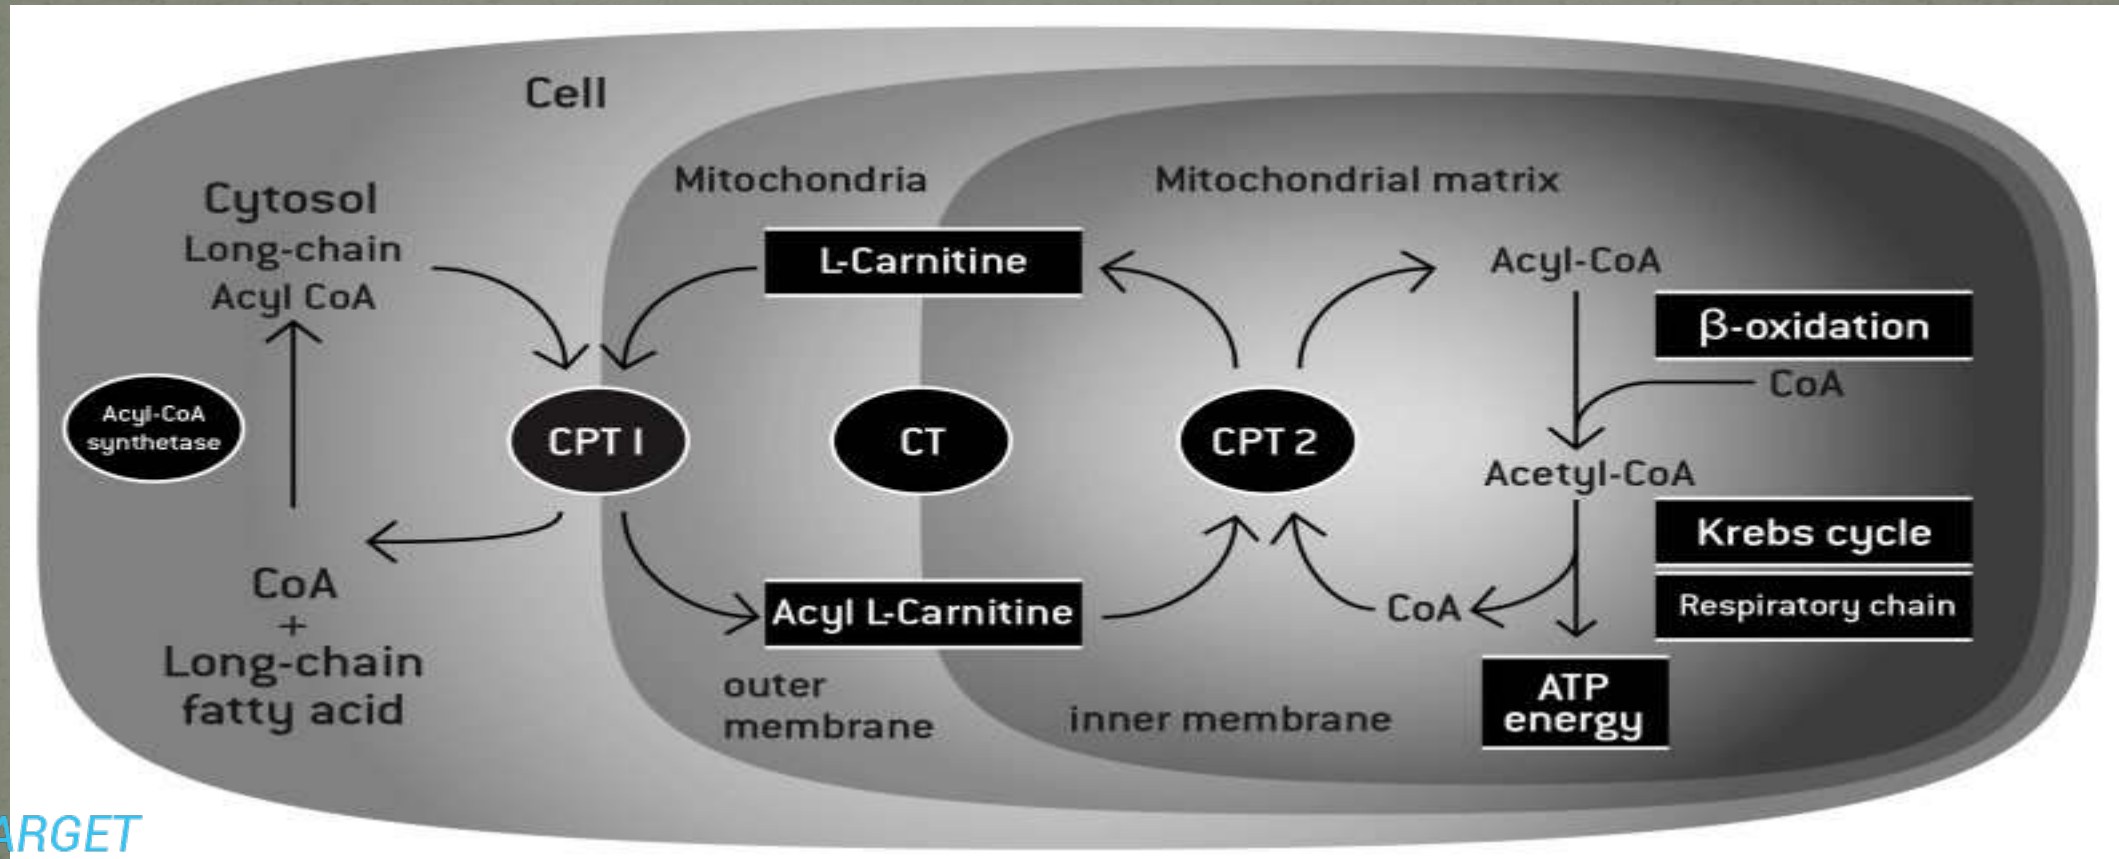 Cell
Cytosol
Long-chain
Acyl CoA
Acyl-CoA
synthetase
CoA
+
Long-chain
fatty acid
CPT I
Mitochondria
L-Carnitine
CT
Acyl L-Carnitine
outer
membrane
Mitochondrial matrix
CPT 2
inner membrane
Acyl-CoA
β-oxidation
CoA
Acetyl-CoA
Krebs cycle
Respiratory chain
CoA
ATP
energy
ARGET